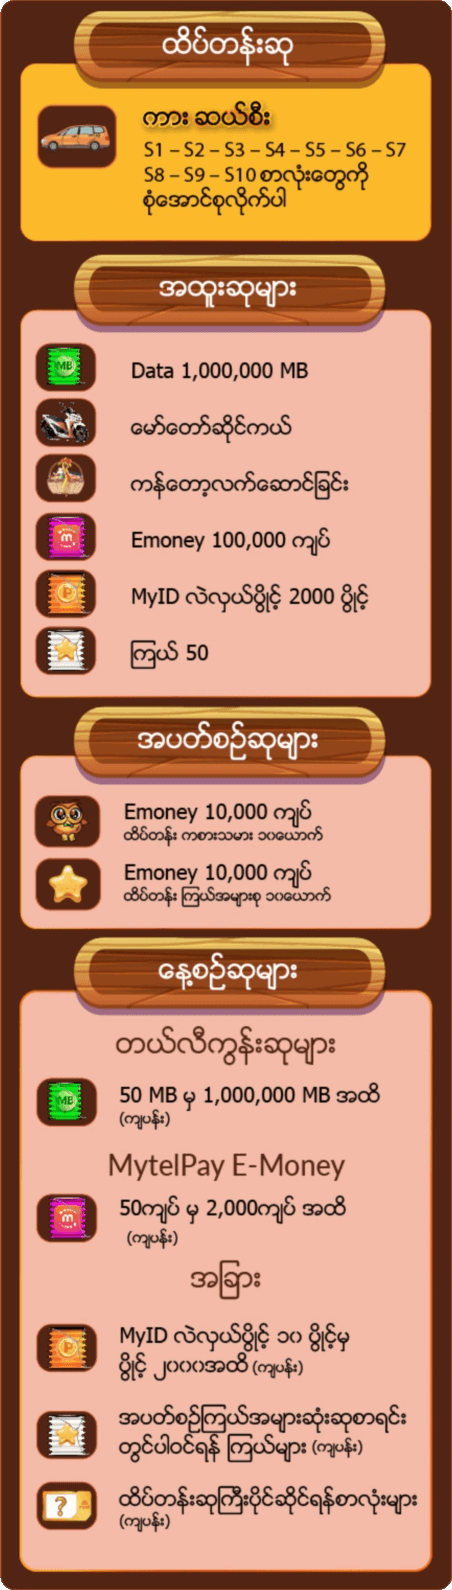 ထိပ်တန်းဆု
ကား ဆယ်စီး
S1 – S2 – S3 – S4 – S5 – S6 – S7
S8 – S9 – S10 စာလုံးတွေကို
စုံအောင်စုလိုက်ပါ
အထူးဆုများ
MB
Data 1,000,000 MB
မော်တော်ဆိုင်ကယ်
ကန်တော့လက်ဆောင်ခြင်း
Emoney 100,000 ကျပ်
MyID လဲလှယ်ပွိုင့် 2000 ပွိုင့်
ကြယ် 50
အပတ်စဉ်ဆုများ
Emoney 10,000 ကျပ်
ထိပ်တန်း ကစားသမား ၁၀ယောက်
Emoney 10,000 ကျပ်
ထိပ်တန်း ကြယ်အများစု ၁၀ယောက်
နေ့စဉ်ဆုများ
တယ်လီကွန်းဆုများ
MB
50 MB မှ 1,000,000 MB အထိ
(ကျပန်း)
MytelPay E-Money
50ကျပ် မှ 2,000ကျပ် အထိ
(ကျပန်း)
အခြား
MyID လဲလှယ်ပွိုင့် ၁၀ ပွိုင့်မှ
ပွိုင့် ၂၀၀၀အထိ (ကျပန်း)
အပတ်စဉ်ကြယ်အများဆုံးဆုစာရင်း
တွင်ပါဝင်ရန် ကြယ်များ (ကျပန်း)
?
ထိပ်တန်းဆုကြီးပိုင်ဆိုင်ရန်စာလုံးများ
(ကျပန်း)